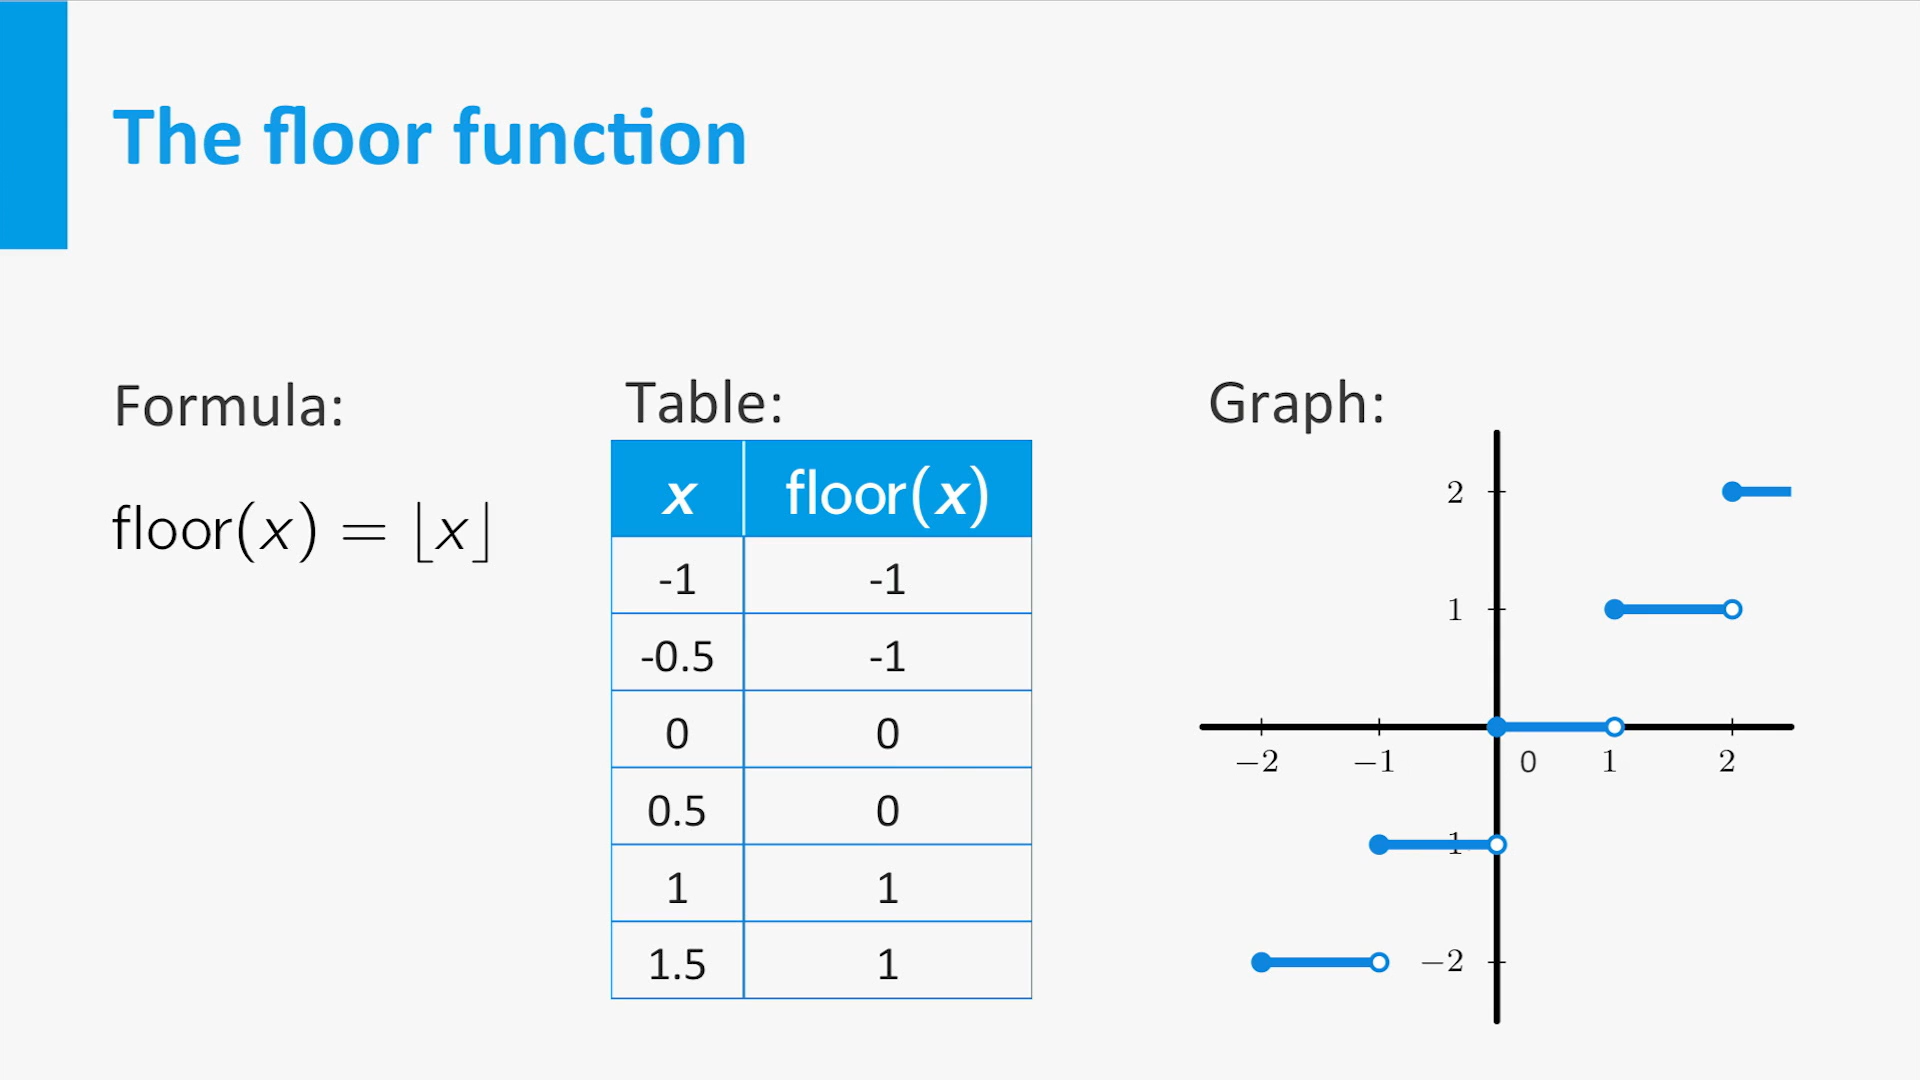 The floor function
Formula:
floor(x) = ⌊x⌋
Table:
x floor(x)
-1 -1
-0.5 -1
0 0
0.5 0
1 1
1.5 1
Graph:
2
1
−2 −1 0 1 2
1
−2